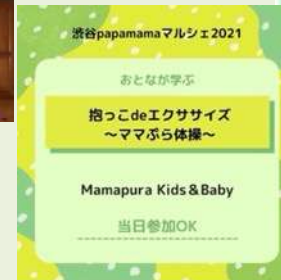 渋谷papamamaマルシェ2021
おとなが学ぶ
抱っこdeエクササイズ
〜ママぷら体操〜
Mamapura Kids＆Baby
当日参加OK